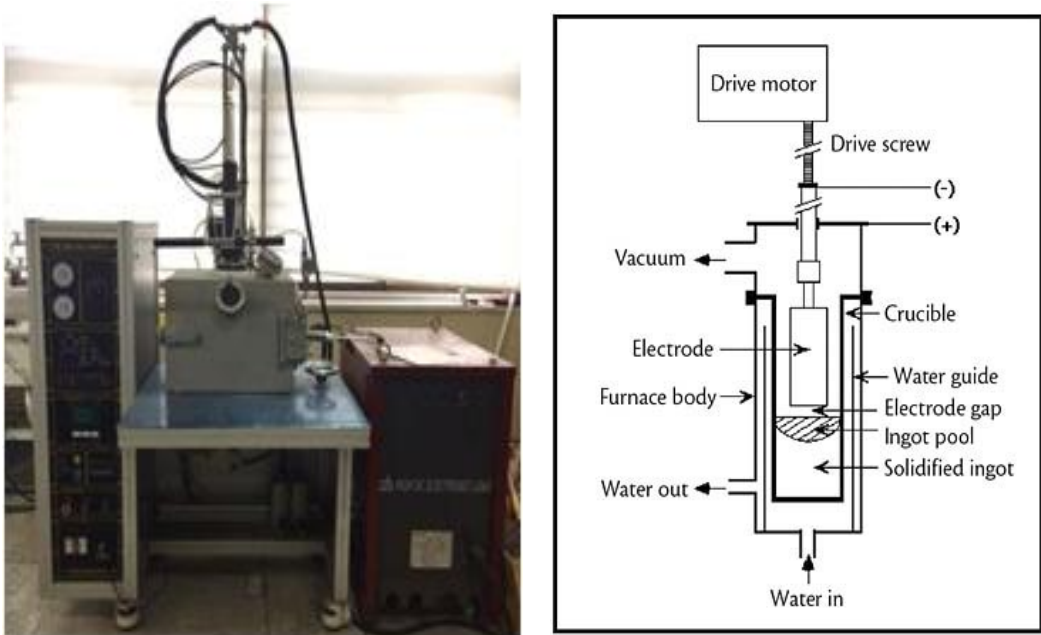 Drive motor
Drive screw
(-)
(+)
Vacuum
Crucible
Electrode
Water guide
Furnace body
Electrode gap
Ingot pool
Solidified ingot
Water out
Water in